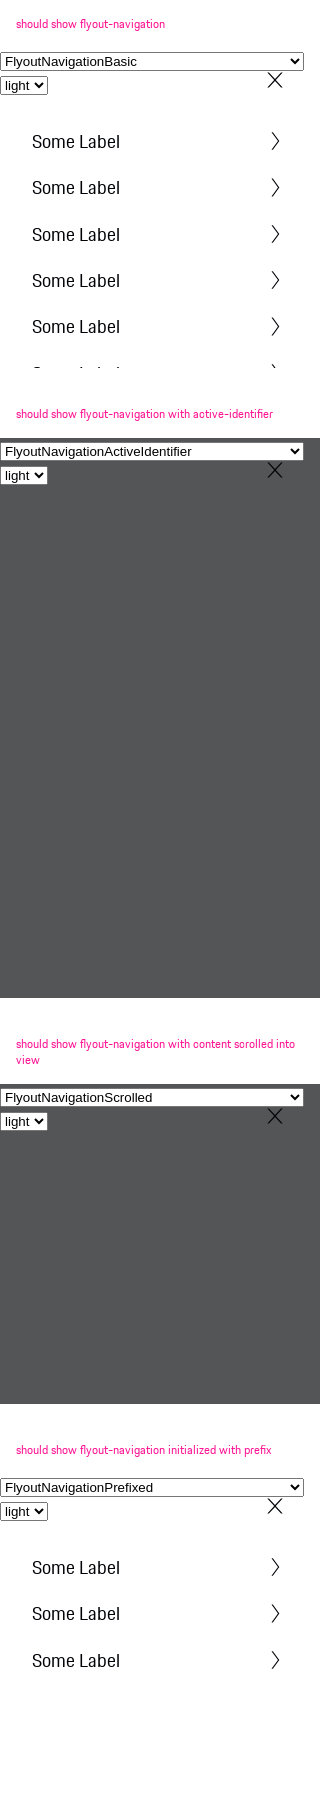 should show flyout-navigation
FlyoutNavigationBasic
light
Some Label
Some Label
Some Label
Some Label
Some Label
should show flyout-navigation with active-identifier
FlyoutNavigationActiveIdentifier
light
should show flyout-navigation with content scrolled into
view
FlyoutNavigationScrolled
light
should show flyout-navigation initialized with prefix
FlyoutNavigationPrefixed
light
Some Label
Some Label
Some Label